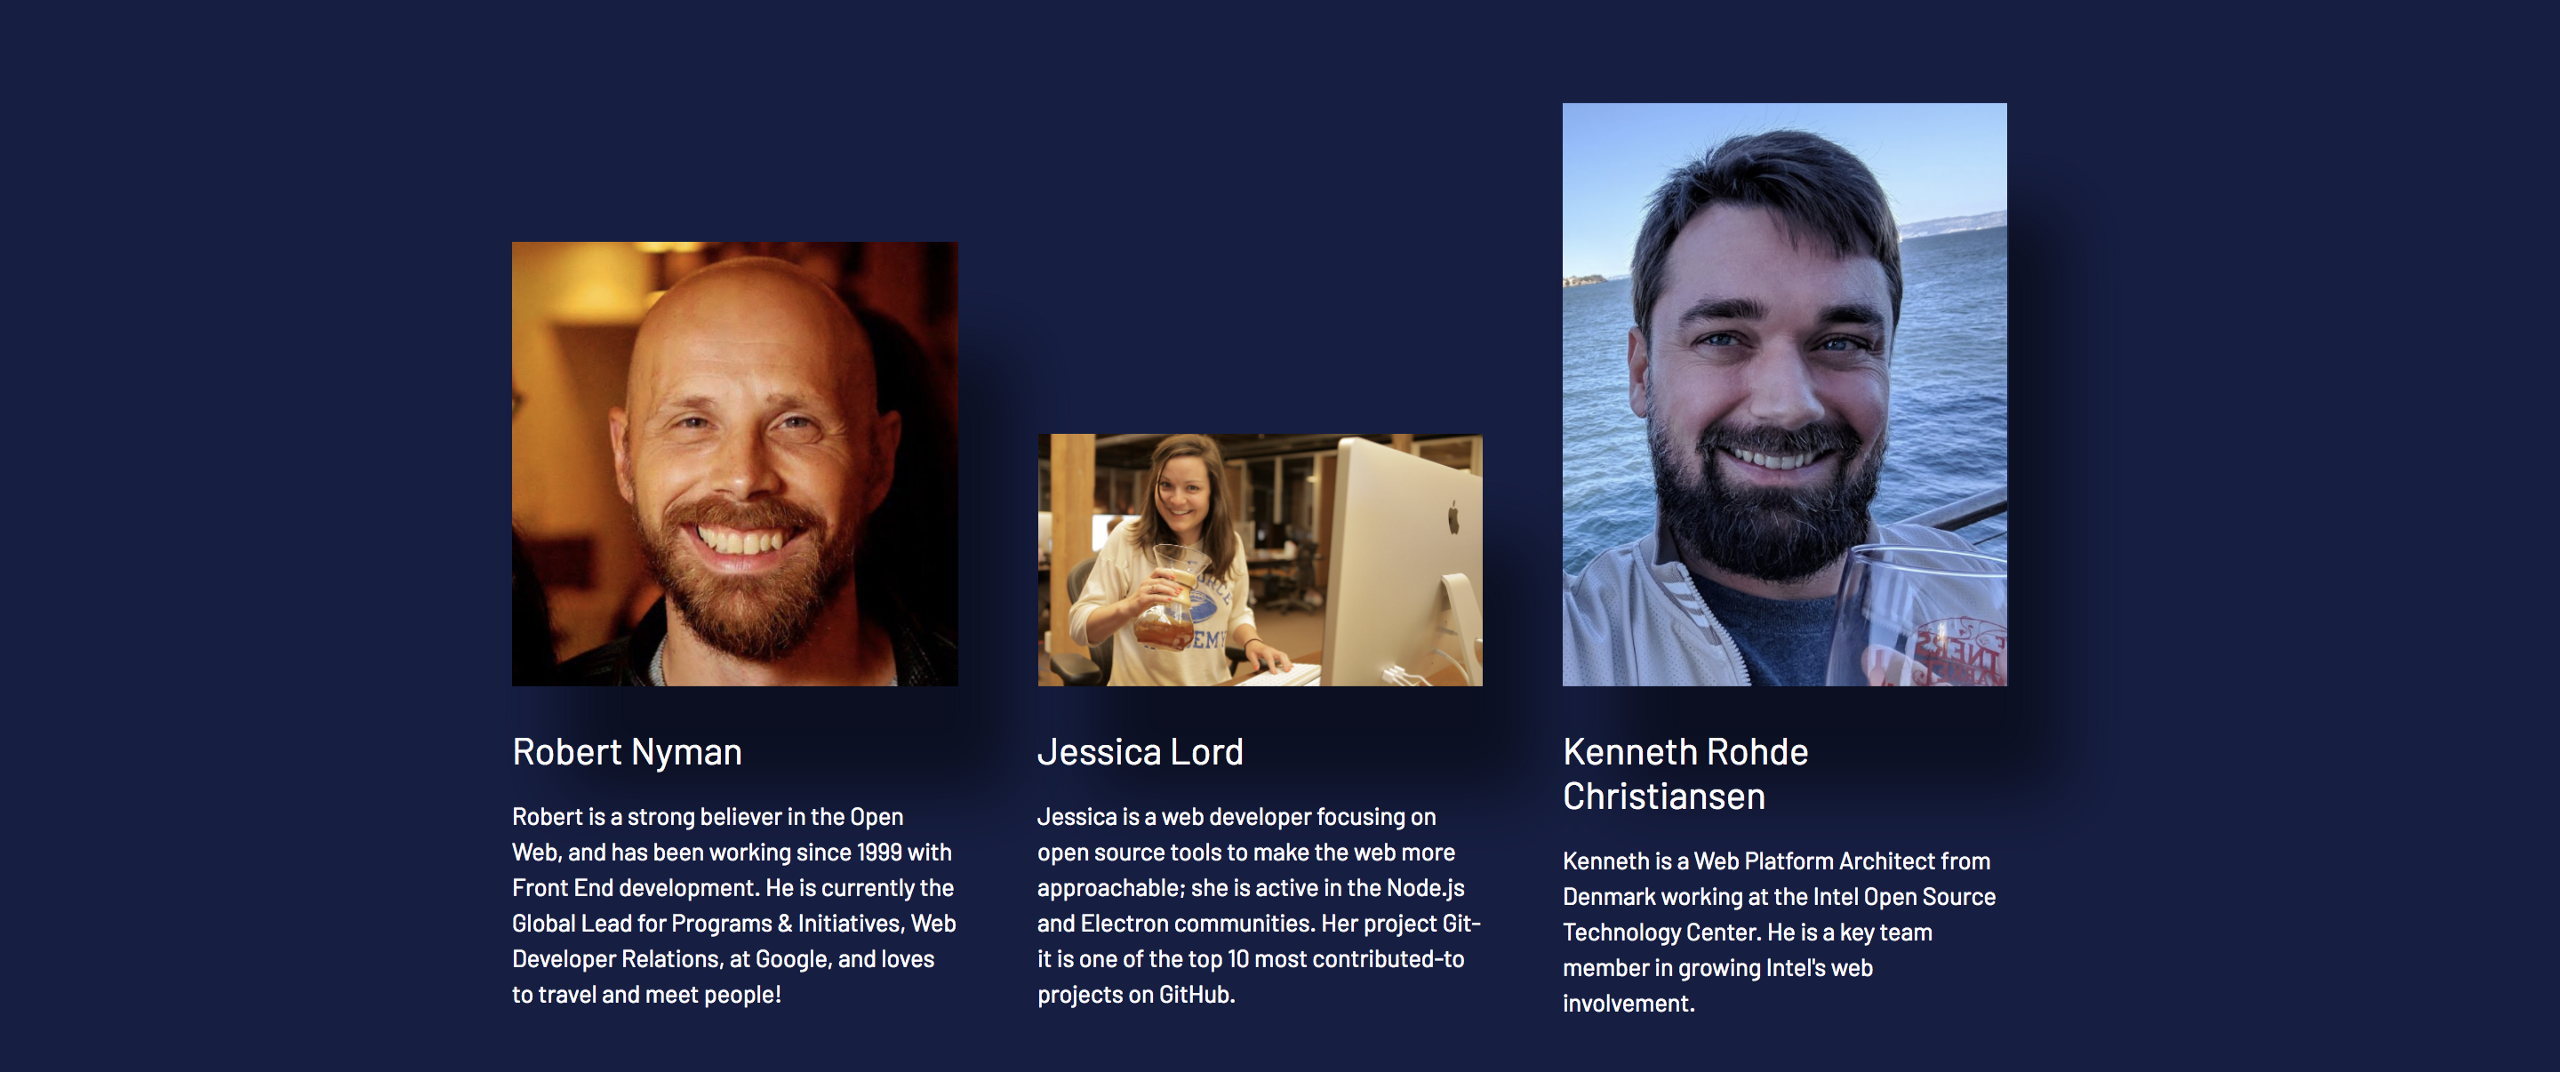 Robert Nyman
Robert is a strong believer in the Open
Web, and has been working since 1999 with
Front End development. He is currently the
Global Lead for Programs & Initiatives, Web
Developer Relations, at Google, and loves
to travel and meet people!
Jessica Lord
Jessica is a web developer focusing on
open source tools to make the web more
approachable; she is active in the Node.js
and Electron communities. Her project Git-
it is one of the top 10 most contributed-to
projects on GitHub.
Kenneth Rohde
Christiansen
Kenneth is a Web Platform Architect from
Denmark working at the Intel Open Source
Technology Center. He is a key team
member in growing Intel's web
involvement.